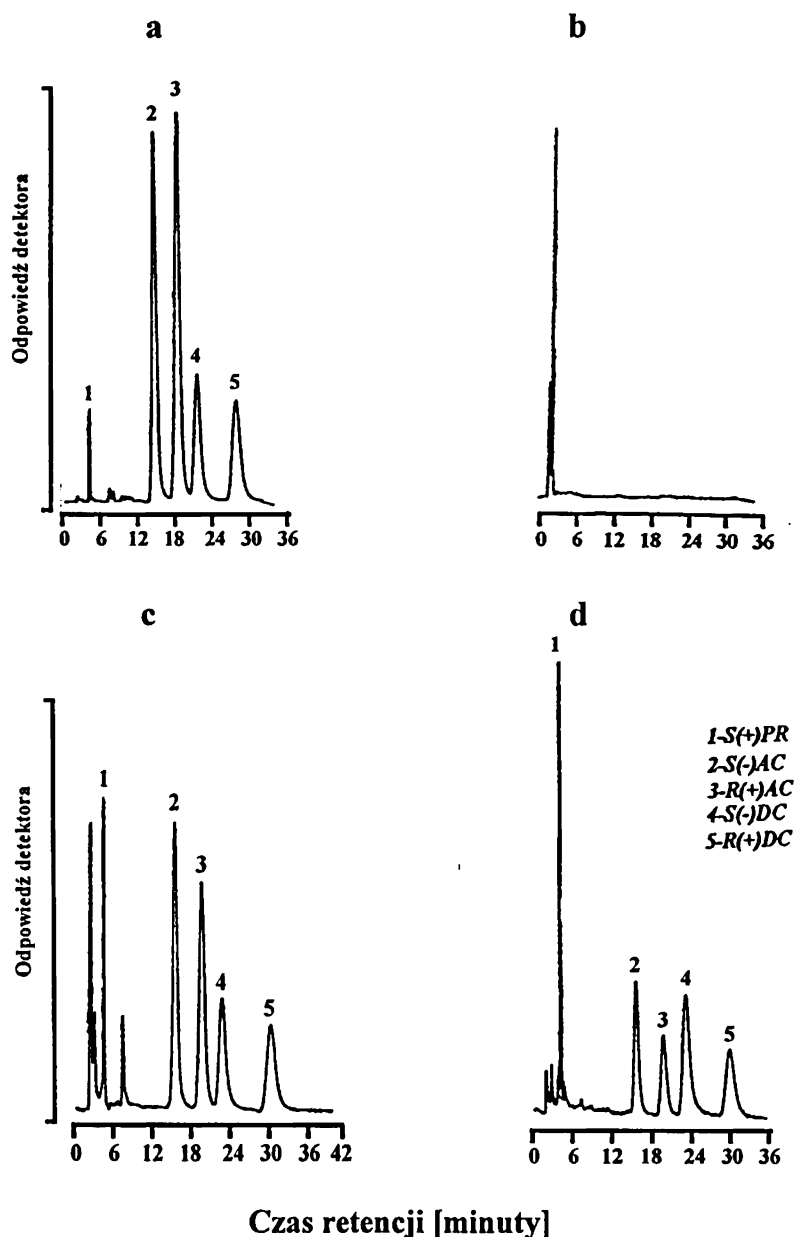 a
b
Odpowiedź detektora
1
2
3
4
5
0 6 12 18 24 30 36
0 6 12 18 24 30 36
c
d
Odpowiedź detektora
1
2
3
4
5
1
2
3
4
5
1-S(+)PR
2-S(-)AC
3-R(+)AC
4-S(-)DC
5-R(+)DC
0 6 12 18 24 30 36 42
0 6 12 18 24 30 36
Czas retencji [minuty]